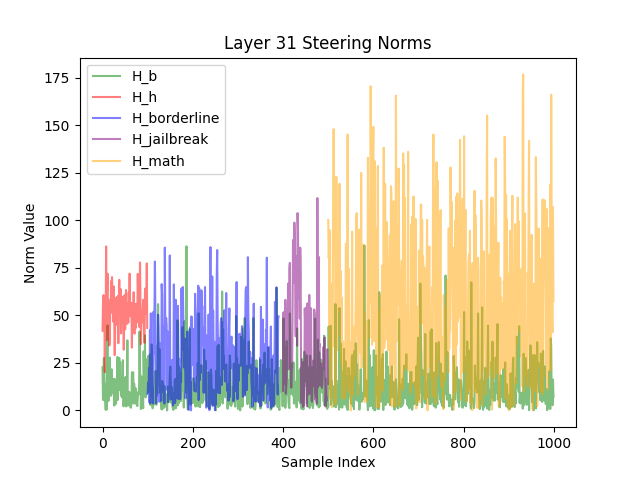 Layer 31 Steering Norms
H_b
H_h
H_borderline
H_jailbreak
H_math
Norm Value
175
150
125
100
75
50
25
0
0 200 400 600 800 1000
Sample Index